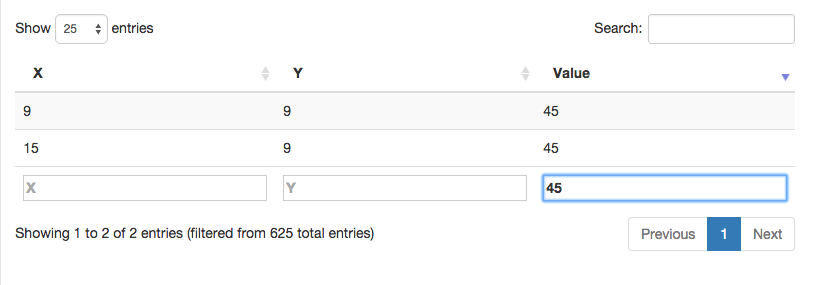 Show 25 entries Search:
X Y Value
9 9 45
15 9 45
X Y 45
Showing 1 to 2 of 2 entries (filtered from 625 total entries) Previous 1 Next